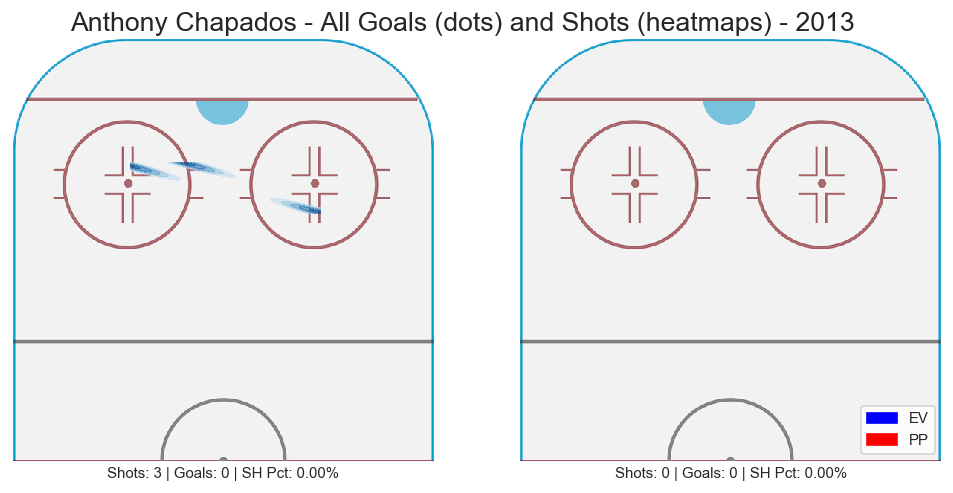 Anthony Chapados - All Goals (dots) and Shots (heatmaps) - 2013
EV
PP
Shots: 3 | Goals: 0 | SH Pct: 0.00%
Shots: 0 | Goals: 0 | SH Pct: 0.00%